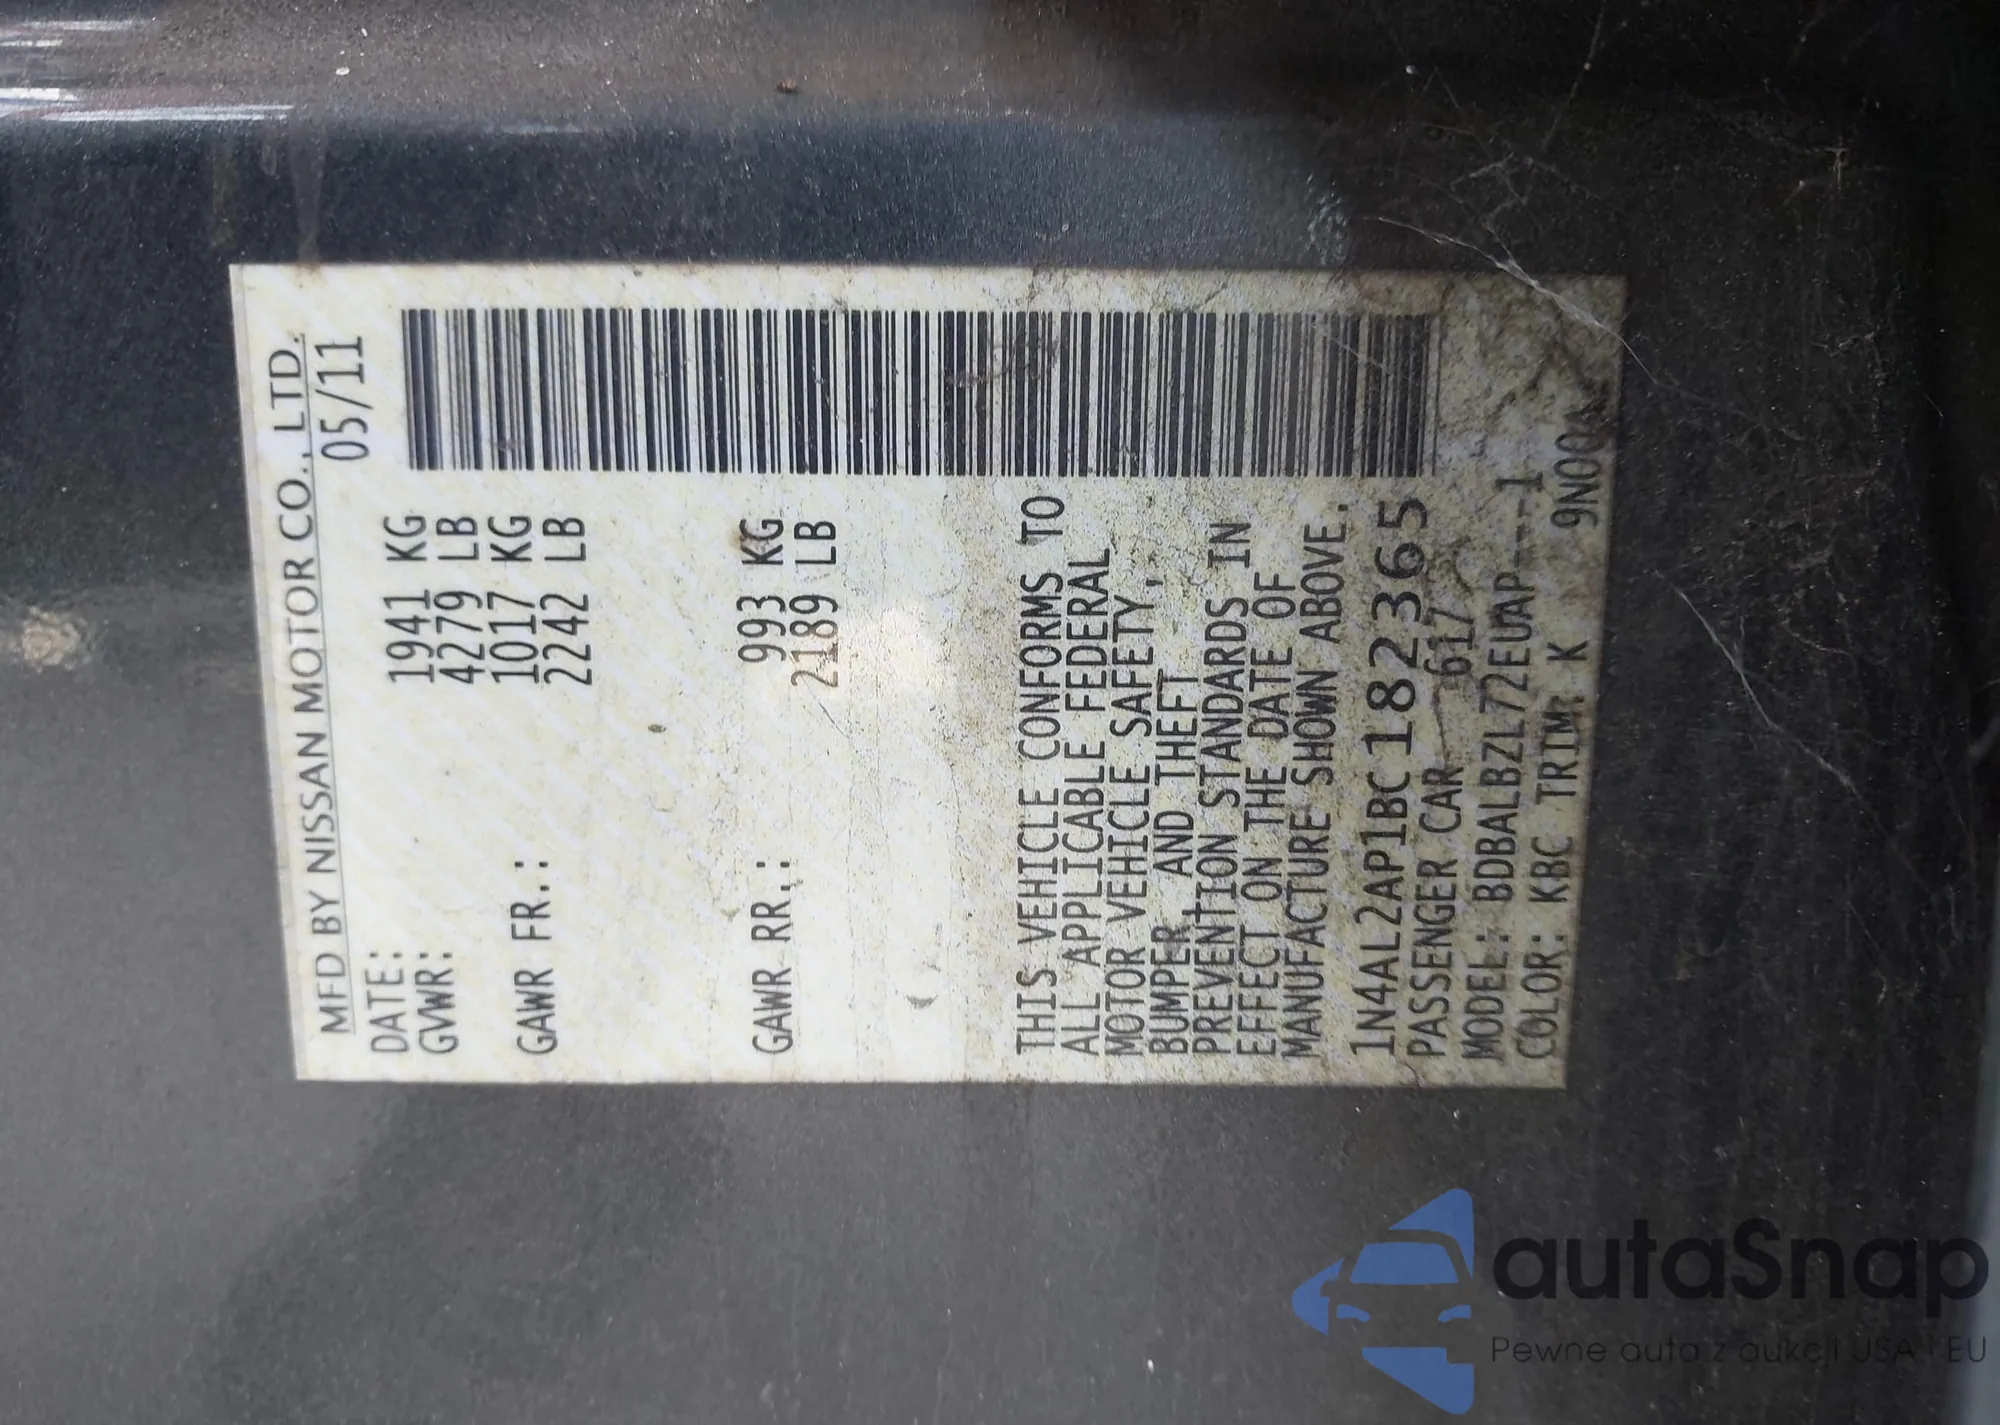 MFD BY NISSAN MOTOR CO., LTD.
DATE: 05/11
GVWR: 1941 KG
4279 LB
GAWR FR.: 1017 KG
2242 LB
GAWR RR.: 993 KG
2189 LB
THIS VEHICLE CONFORMS TO
ALL APPLICABLE FEDERAL
MOTOR VEHICLE SAFETY,
BUMPER, AND THEFT
PREVENTION STANDARDS IN
EFFECT ON THE DATE OF
MANUFACTURE SHOWN ABOVE.
1N4AL2AP1BC182365
PASSENGER CAR 617
MODEL: BDBALBZL72EUAP---1
COLOR: KBC TRIM: K
autaSnap
Pewne auta z aukcji USA i EU